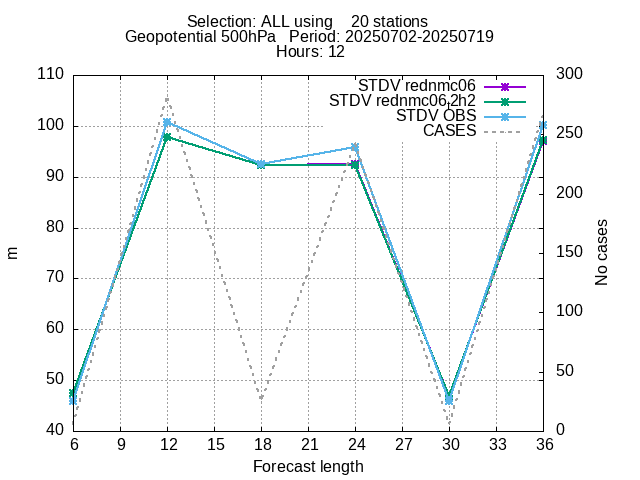 Selection: ALL using    20 stations
Geopotential 500hPa   Period: 20250702-20250719
Hours: 12
STDV rednmc06
STDV rednmc06,2h2
STDV OBS
CASES
110
100
90
80
70
60
50
40
300
250
200
150
100
50
0
m
No cases
6 9 12 15 18 21 24 27 30 33 36
Forecast length